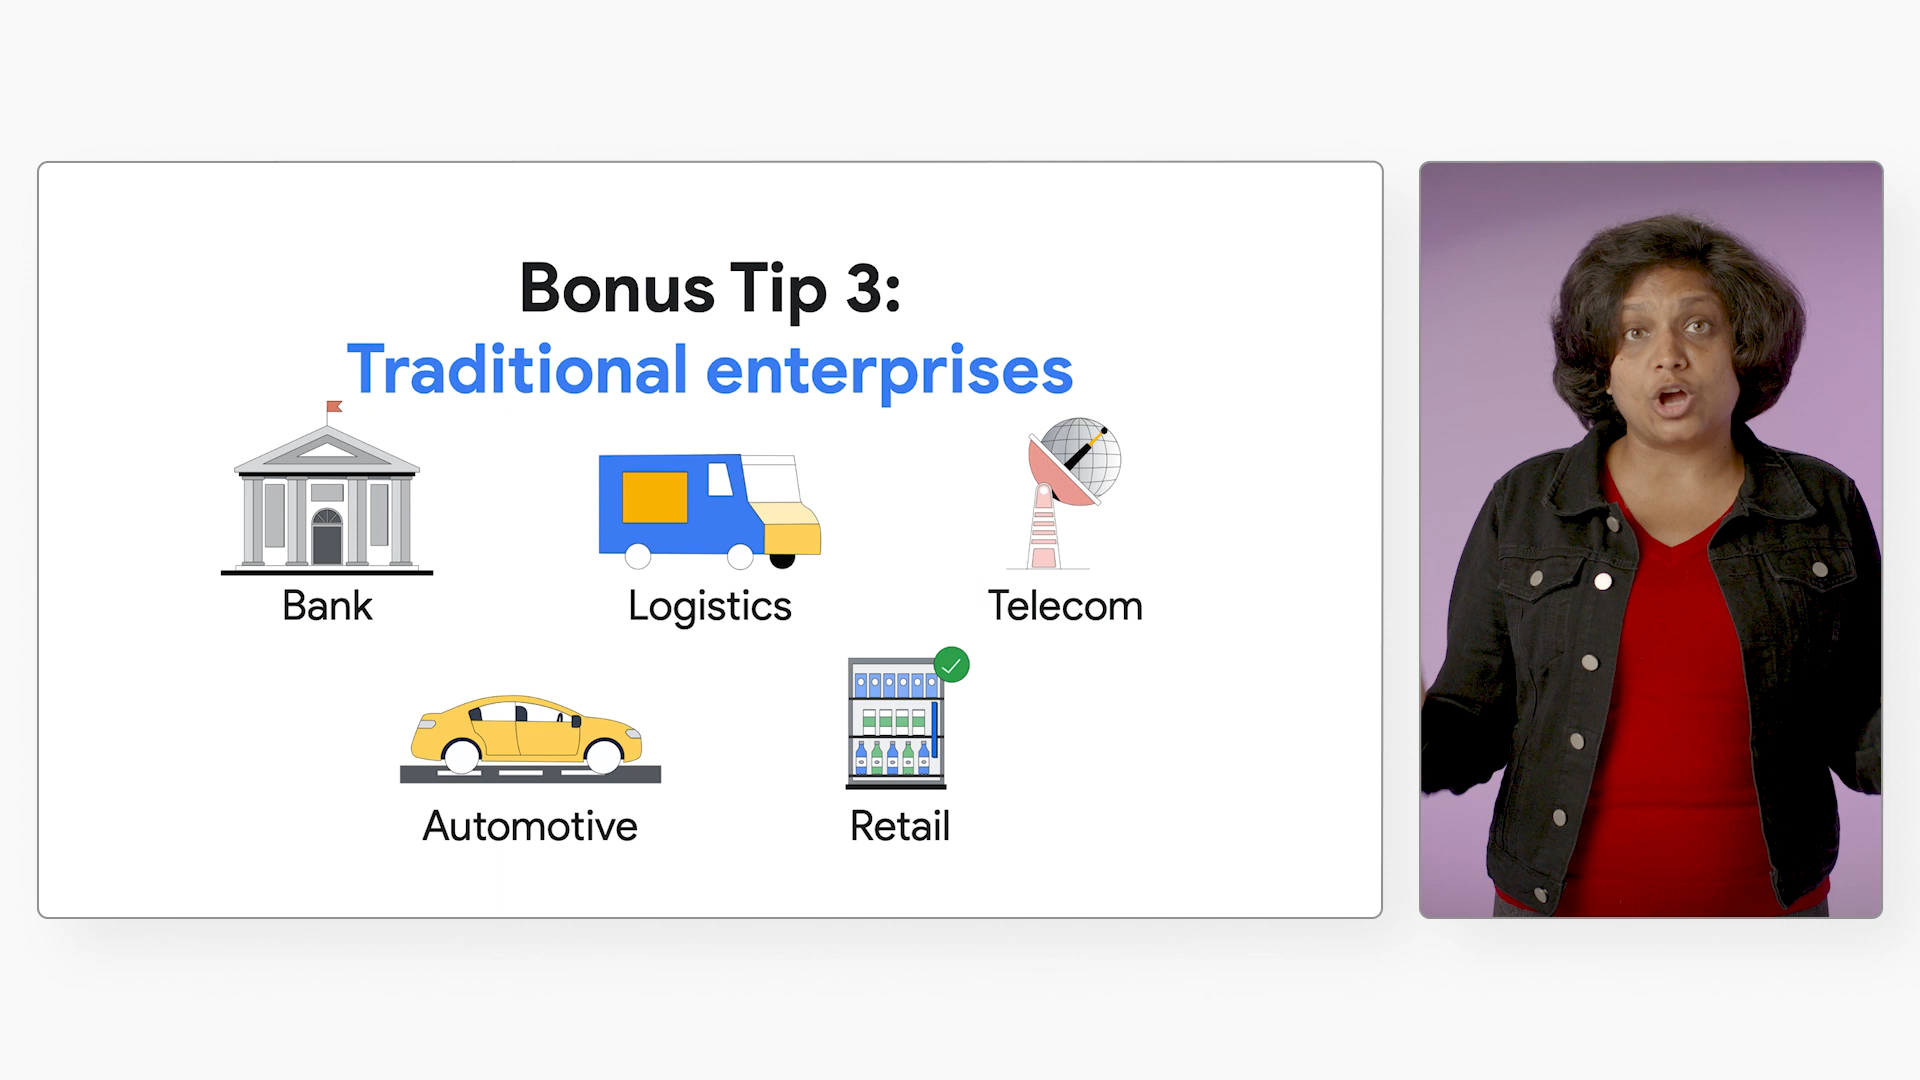 Bonus Tip 3:
Traditional enterprises
Bank
Logistics
Telecom
Automotive
Retail